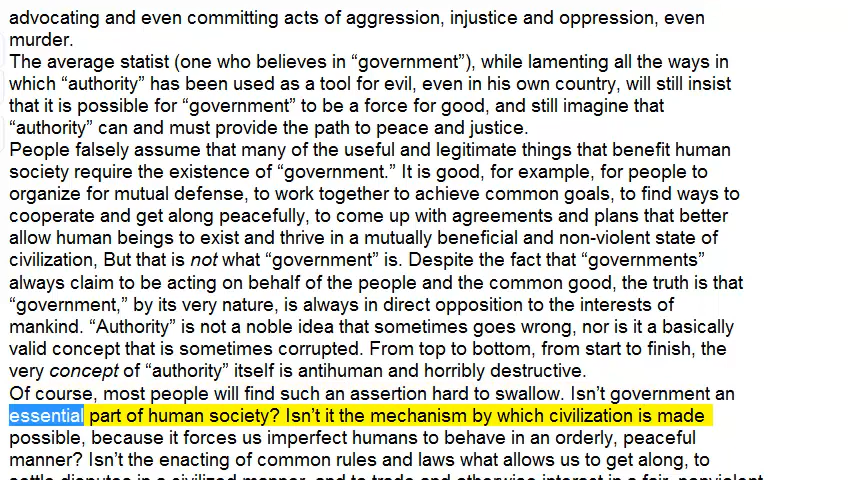 advocating and even committing acts of aggression, injustice and oppression, even
murder.
The average statist (one who believes in “government”), while lamenting all the ways in
which “authority” has been used as a tool for evil, even in his own country, will still insist
that it is possible for “government” to be a force for good, and still imagine that
“authority” can and must provide the path to peace and justice.
People falsely assume that many of the useful and legitimate things that benefit human
society require the existence of “government.” It is good, for example, for people to
organize for mutual defense, to work together to achieve common goals, to find ways to
cooperate and get along peacefully, to come up with agreements and plans that better
allow human beings to exist and thrive in a mutually beneficial and non-violent state of
civilization, But that is not what “government” is. Despite the fact that “governments”
always claim to be acting on behalf of the people and the common good, the truth is that
“government,” by its very nature, is always in direct opposition to the interests of
mankind. “Authority” is not a noble idea that sometimes goes wrong, nor is it a basically
valid concept that is sometimes corrupted. From top to bottom, from start to finish, the
very concept of “authority” itself is antihuman and horribly destructive.
Of course, most people will find such an assertion hard to swallow. Isn’t government an
essential part of human society? Isn’t it the mechanism by which civilization is made
possible, because it forces us imperfect humans to behave in an orderly, peaceful
manner? Isn’t the enacting of common rules and laws what allows us to get along, to
settle disputes in a civilized manner, and to trade and otherwise interact in a fair, nonviolent